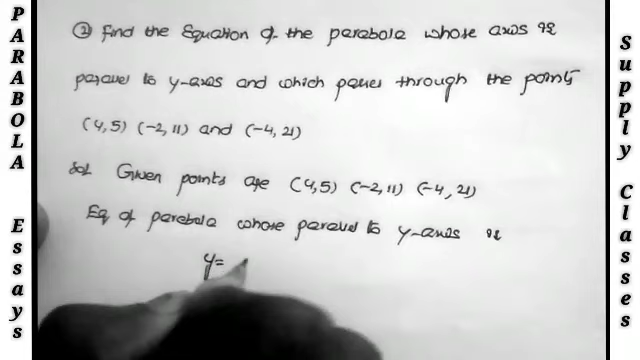 PARABOLA Essays
② Find the Equation of the parabola whose axis is
parallel to y-axis and which passes through the points
(4,5) (-2,11) and (-4,21)
Sol Given points are (4,5) (-2,11) (-4,21)
Eq of parabola whose parallel to y-axis is
y=
Supply Classes